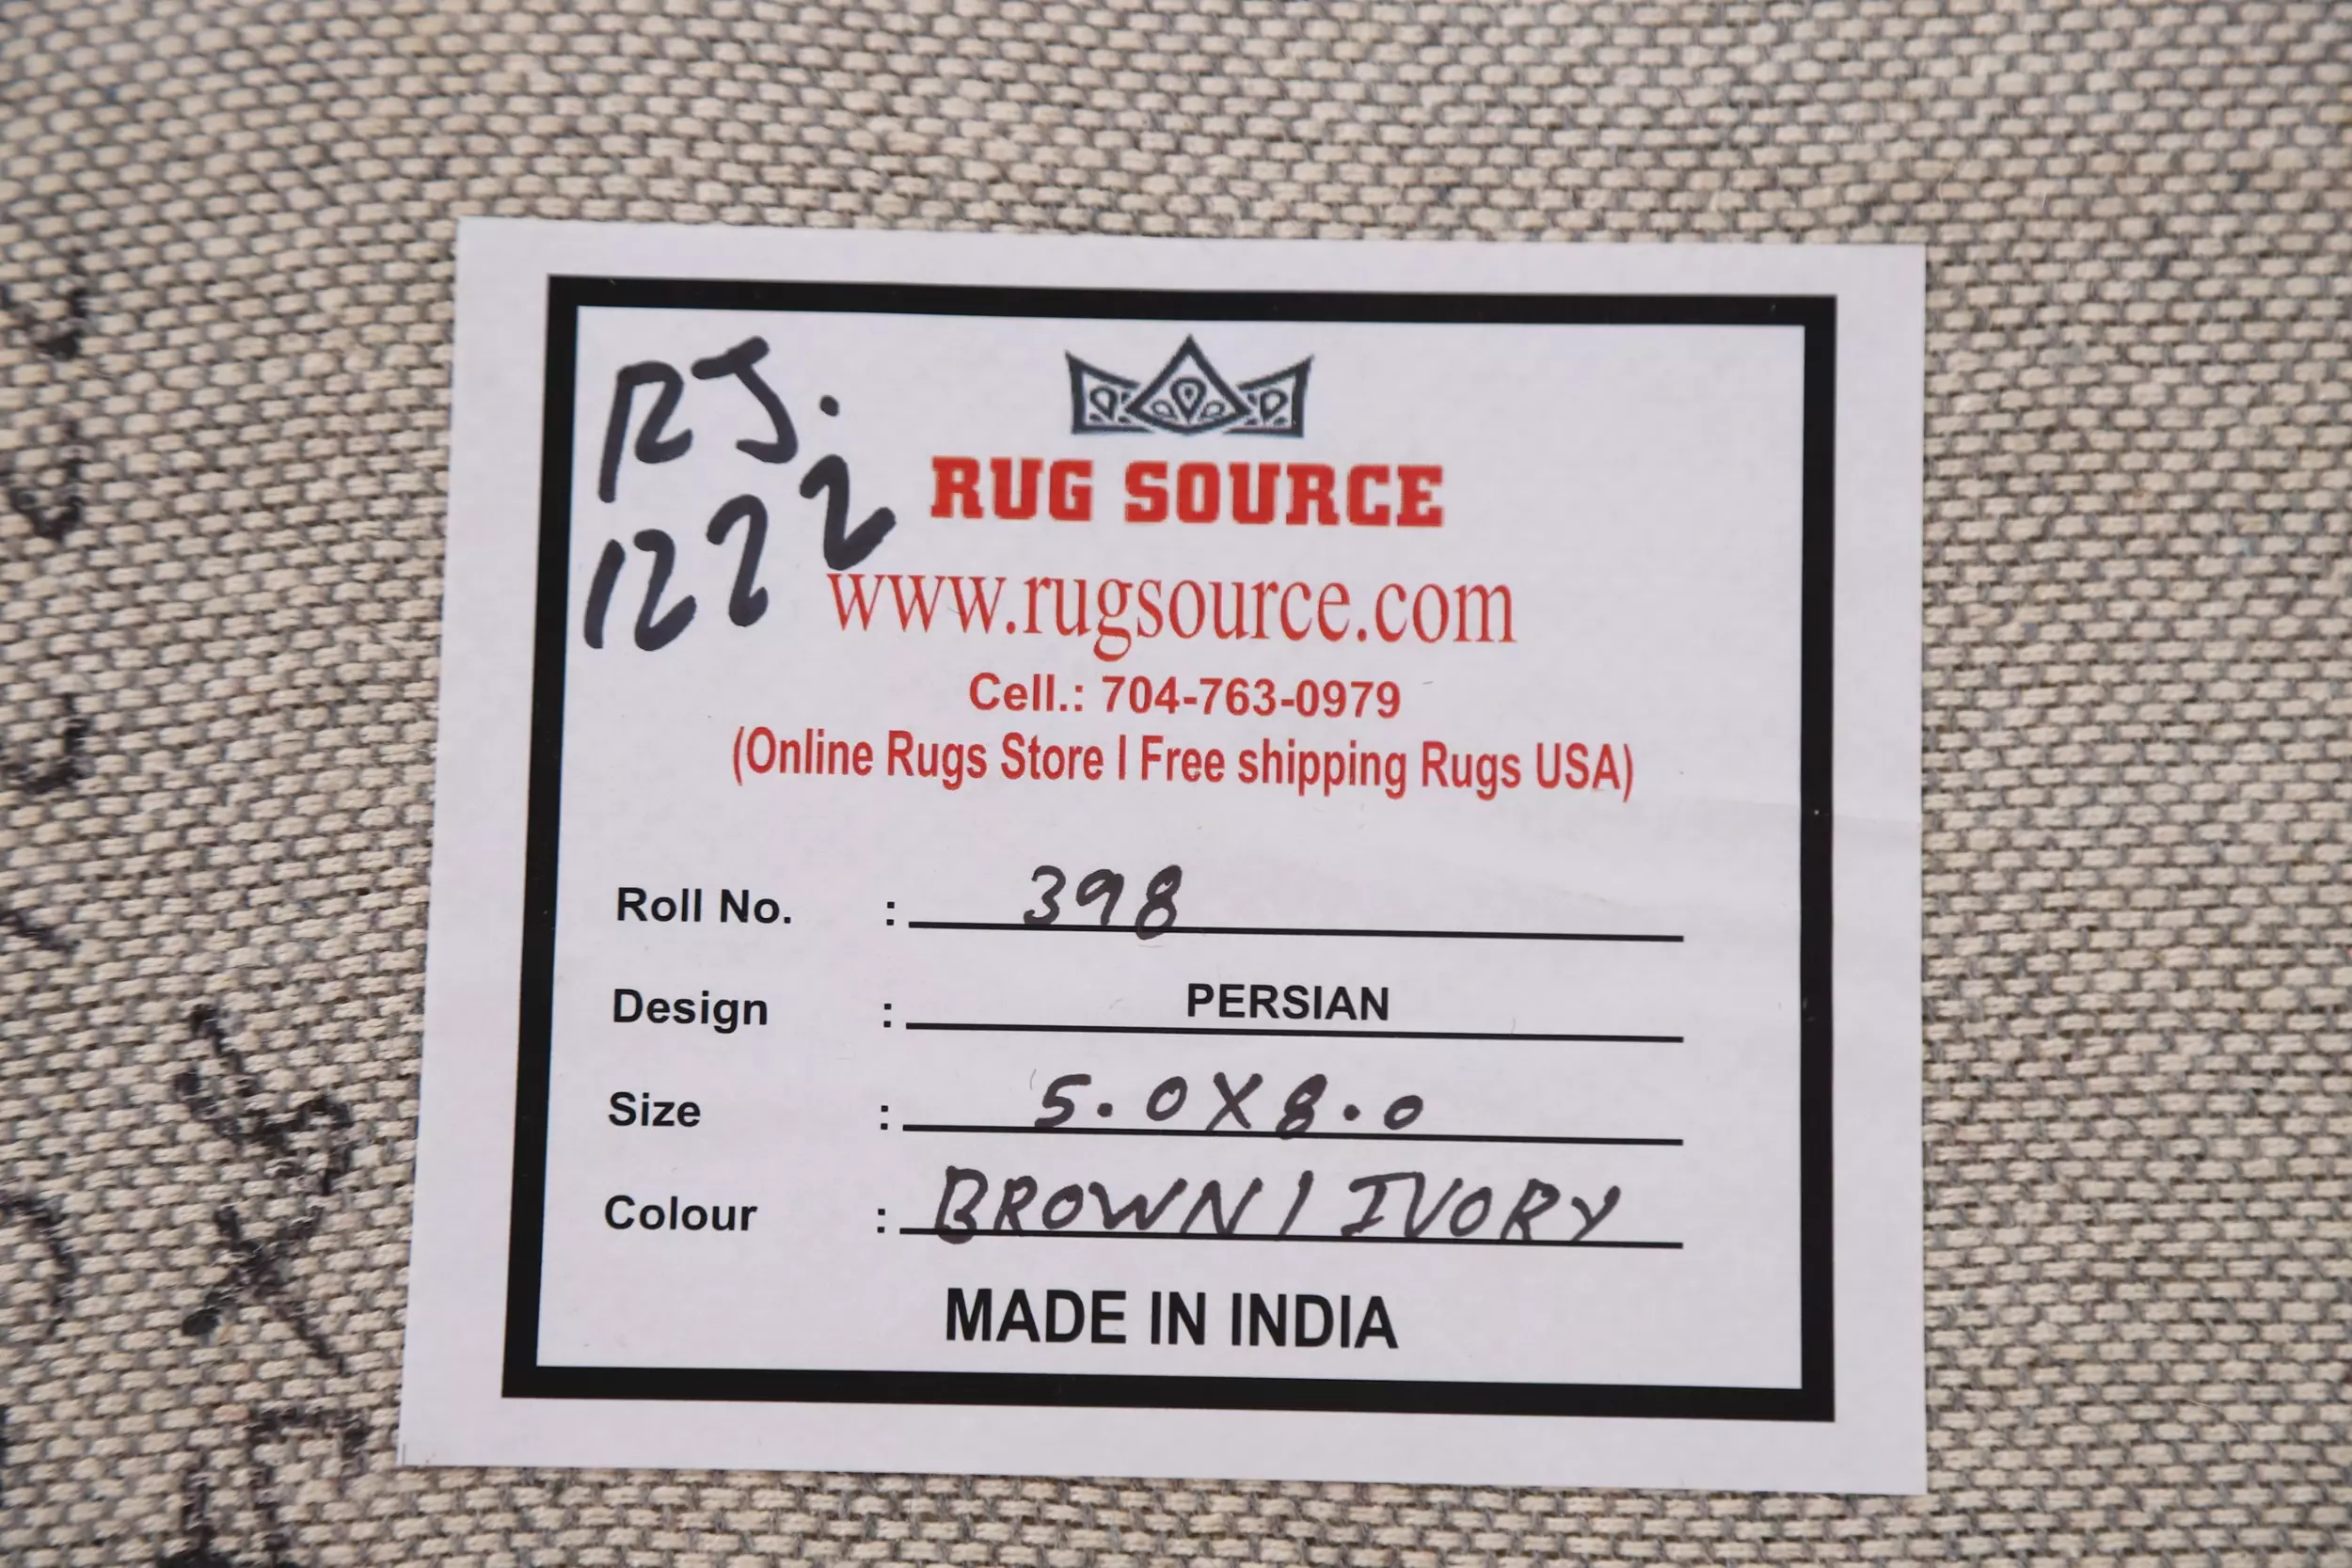 RJ.
1222
RUG SOURCE
www.rugsource.com
Cell.: 704-763-0979
(Online Rugs Store I Free shipping Rugs USA)
Roll No. : 398
Design : PERSIAN
Size : 5.0X8.0
Colour : BROWN / IVORY
MADE IN INDIA